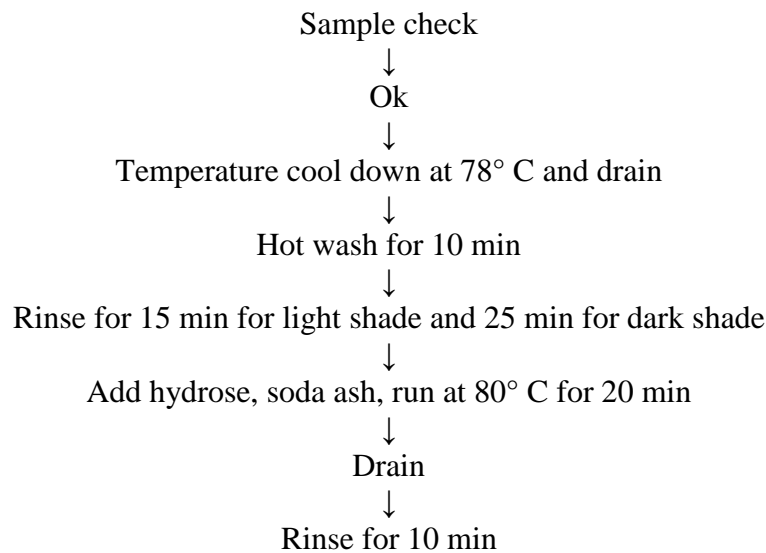 Sample check
↓
Ok
↓
Temperature cool down at 78° C and drain
↓
Hot wash for 10 min
↓
Rinse for 15 min for light shade and 25 min for dark shade
↓
Add hydrose, soda ash, run at 80° C for 20 min
↓
Drain
↓
Rinse for 10 min